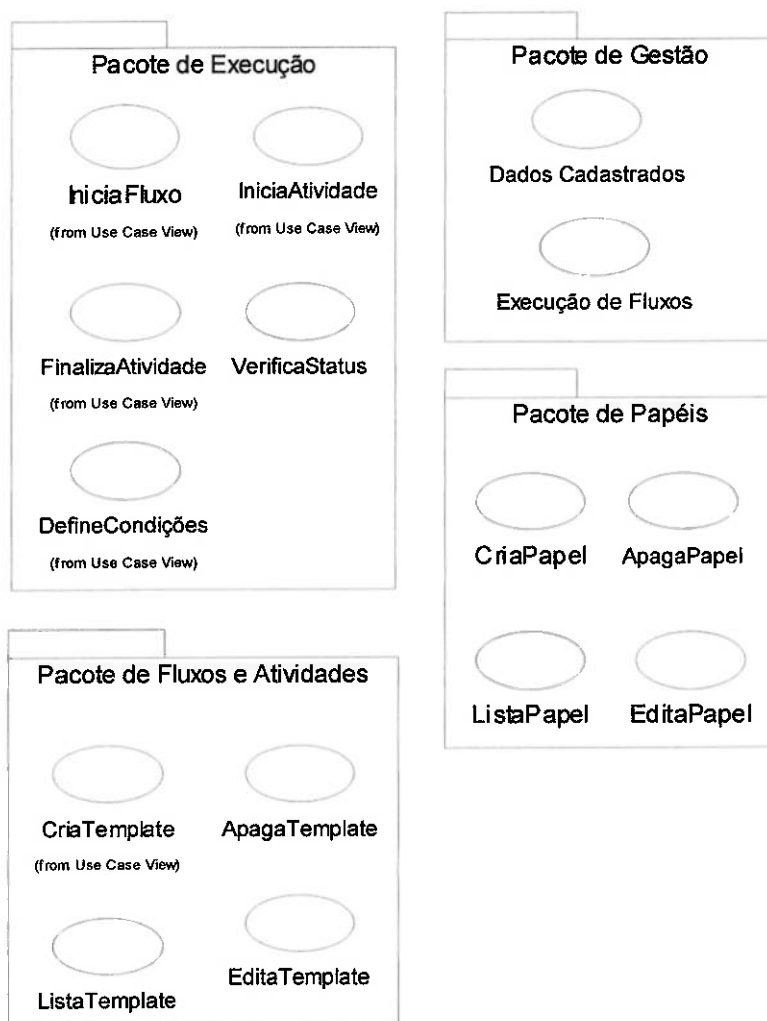 Pacote de Execução
IniciaFluxo
(from Use Case View)
IniciaAtividade
(from Use Case View)
FinalizaAtividade
(from Use Case View)
VerificaStatus
DefineCondições
(from Use Case View)
Pacote de Gestão
Dados Cadastrados
Execução de Fluxos
Pacote de Papéis
CriaPapel
ApagaPapel
ListaPapel
EditaPapel
Pacote de Fluxos e Atividades
CriaTemplate
(from Use Case View)
ApagaTemplate
ListaTemplate
EditaTemplate